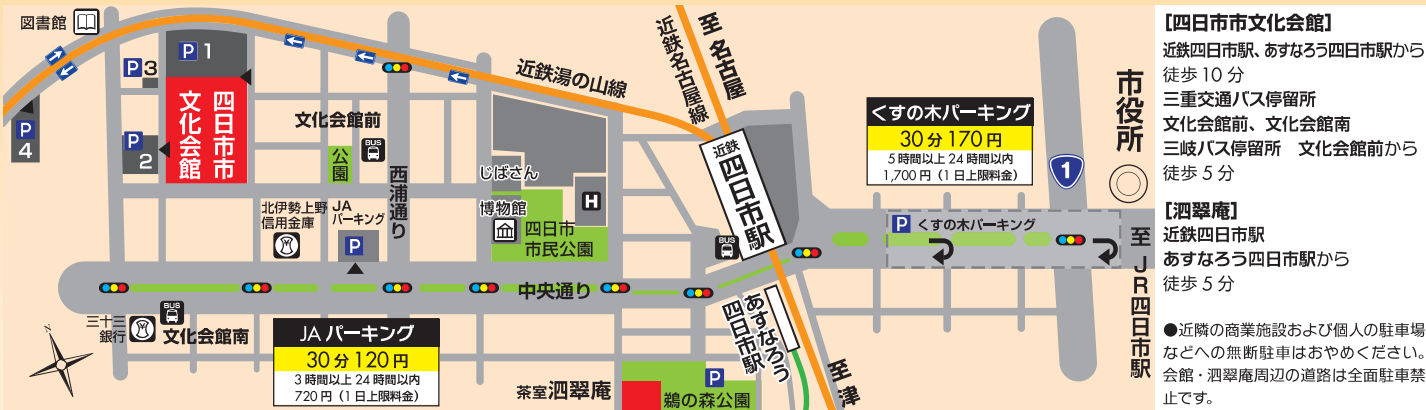 図書館
P 1
P 3
P 2
P 4
四日市市
文化会館
近鉄湯の山線
近鉄名古屋線
至 名古屋
文化会館前
BUS
公園
西浦通り
じばさん
博物館
H
四日市
市民公園
北伊勢上野
信用金庫
JA
パーキング
P
近鉄
四日市駅
BUS
くすの木パーキング
30分170円
5時間以上24時間以内
1,700円(1日上限料金)
1
市役所
P くすの木パーキング
至 JR四日市駅
中央通り
三十三
銀行
BUS
文化会館南
JAパーキング
30分120円
3時間以上24時間以内
720円(1日上限料金)
あすなろう
四日市駅
至 津
茶室 泗翠庵
P
鵜の森公園
N
[四日市市文化会館]
近鉄四日市駅、あすなろう四日市駅から
徒歩10分
三重交通バス停留所
文化会館前、文化会館南
三岐バス停留所 文化会館前から
徒歩5分
[泗翠庵]
近鉄四日市駅
あすなろう四日市駅から
徒歩5分
●近隣の商業施設および個人の駐車場
などへの無断駐車はおやめください。
会館・泗翠庵周辺の道路は全面駐車禁
止です。